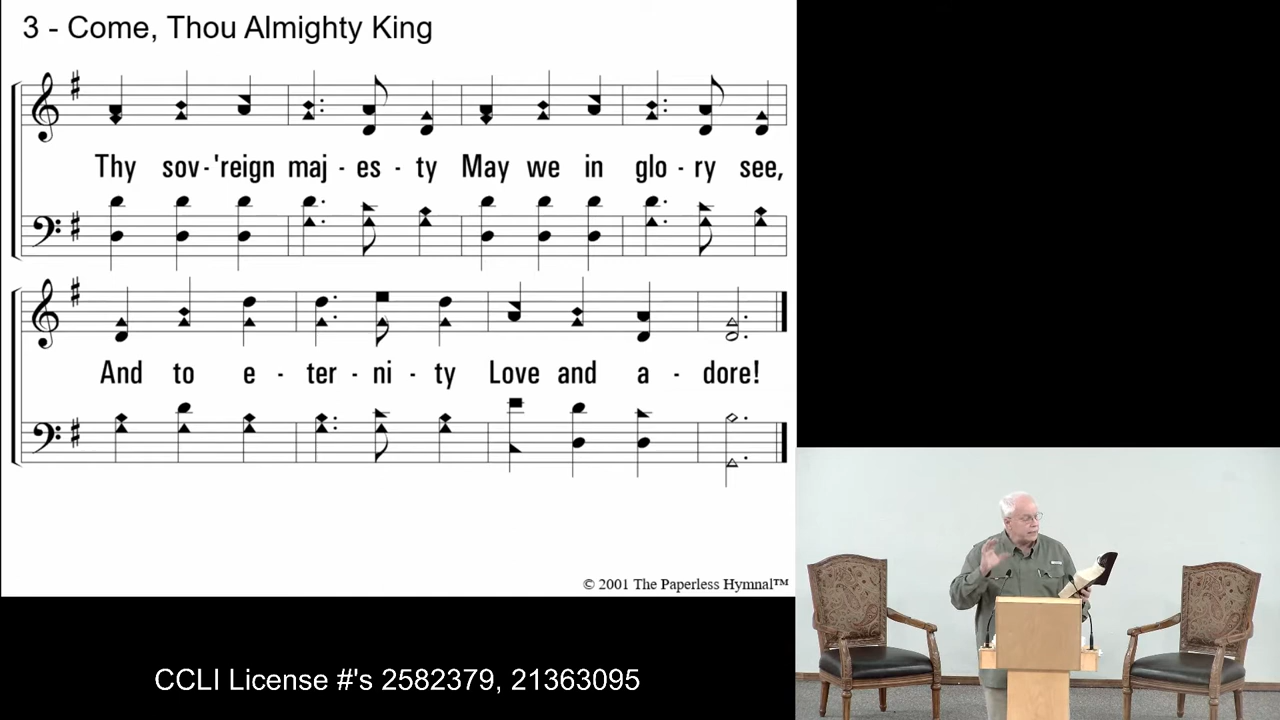 3 - Come, Thou Almighty King
Thy sov-'reign maj - es - ty May we in glo - ry see,
And to e - ter - ni - ty Love and a - dore!
© 2001 The Paperless Hymnal™
CCLI License #'s 2582379, 21363095